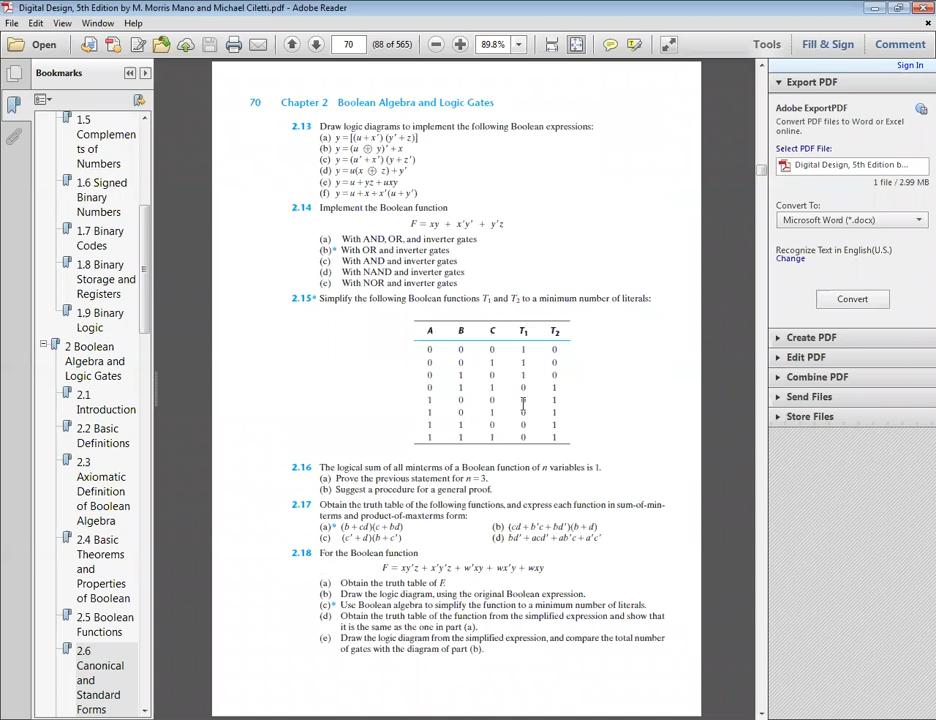 Digital Design, 5th Edition by M. Morris Mano and Michael Ciletti.pdf - Adobe Reader
File Edit View Window Help
Open 70 (88 of 565) 89.8% Tools Fill & Sign Comment
Sign In
Bookmarks
1.5
Complemen
ts of
Numbers
1.6 Signed
Binary
Numbers
1.7 Binary
Codes
1.8 Binary
Storage and
Registers
1.9 Binary
Logic
2 Boolean
Algebra and
Logic Gates
2.1
Introduction
2.2 Basic
Definitions
2.3
Axiomatic
Definition
of Boolean
Algebra
2.4 Basic
Theorems
and
Properties
of Boolean
Algebra
2.5 Boolean
Functions
2.6
Canonical
and
Standard
Forms
70 Chapter 2 Boolean Algebra and Logic Gates
2.13 Draw logic diagrams to implement the following Boolean expressions:
(a) y = [(u + x') (y' + z)]
(b) y = (u ⊕ y)' + x
(c) y = (u' + x') (y + z')
(d) y = u(x ⊕ z) + y'
(e) y = u + yz + uxy
(f) y = u + x + x'(u + y')
2.14 Implement the Boolean function
F = xy + x'y' + y'z
(a) With AND, OR, and inverter gates
(b)* With OR and inverter gates
(c) With AND and inverter gates
(d) With NAND and inverter gates
(e) With NOR and inverter gates
2.15* Simplify the following Boolean functions T₁ and T₂ to a minimum number of literals:
A B C T₁ T₂
0 0 0 1 0
0 0 1 1 0
0 1 0 1 0
0 1 1 0 1
1 0 0 1
1 0 1 0 1
1 1 0 0 1
1 1 1 0 1
2.16 The logical sum of all minterms of a Boolean function of n variables is 1.
(a) Prove the previous statement for n = 3.
(b) Suggest a procedure for a general proof.
2.17 Obtain the truth table of the following functions, and express each function in sum-of-min-
terms and product-of-maxterms form:
(a)* (b + cd)(c + bd) (b) (cd + b'c + bd')(b + d)
(c) (c' + d)(b + c') (d) bd' + acd' + ab'c + a'c'
2.18 For the Boolean function
F = xy'z + x'y'z + w'xy + wx'y + wxy
(a) Obtain the truth table of F.
(b) Draw the logic diagram, using the original Boolean expression.
(c)* Use Boolean algebra to simplify the function to a minimum number of literals.
(d) Obtain the truth table of the function from the simplified expression and show that
it is the same as the one in part (a).
(e) Draw the logic diagram from the simplified expression, and compare the total number
of gates with the diagram of part (b).
Export PDF
Adobe ExportPDF
Convert PDF files to Word or Excel
online.
Select PDF File:
Digital Design, 5th Edition b...
1 file / 2.99 MB
Convert To:
Microsoft Word (*.docx)
Recognize Text in English(U.S.)
Change
Convert
Create PDF
Edit PDF
Combine PDF
Send Files
Store Files